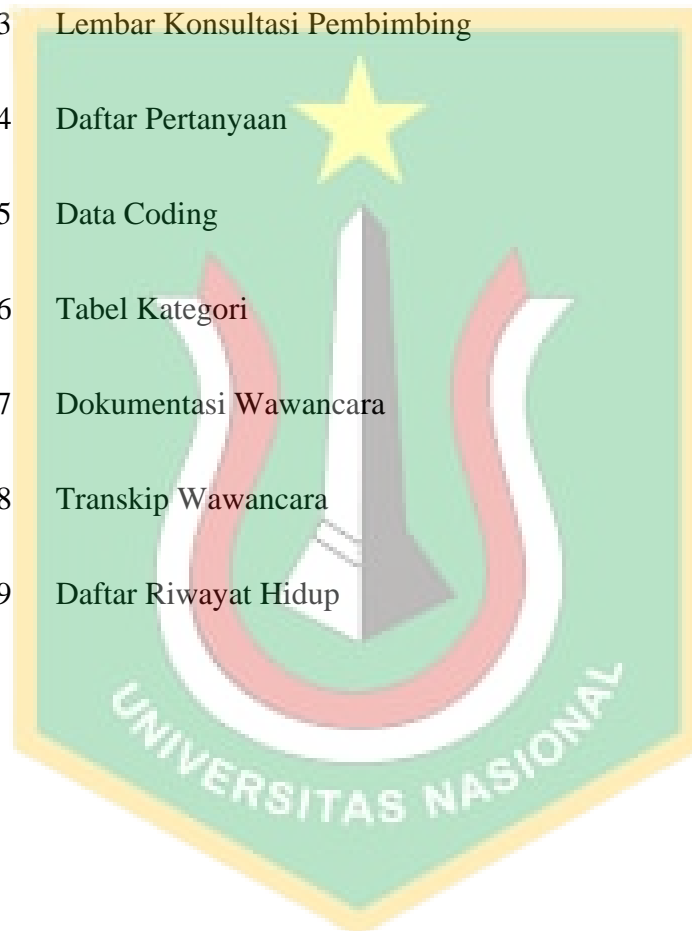 3 Lembar Konsultasi Pembimbing
4 Daftar Pertanyaan
5 Data Coding
6 Tabel Kategori
7 Dokumentasi Wawancara
8 Transkip Wawancara
9 Daftar Riwayat Hidup
UNIVERSITAS NASIONAL